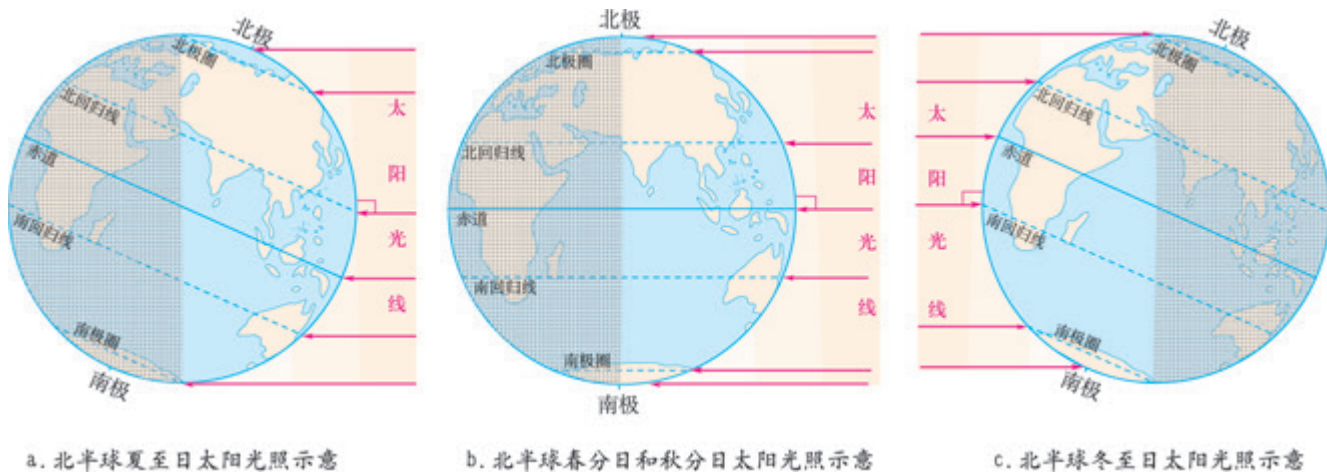 北极
北极圈
北回归线
赤道
南回归线
南极圈
南极
太
阳
光
线
a. 北半球夏至日太阳光照示意
北极
北极圈
北回归线
赤道
南回归线
南极圈
南极
太
阳
光
线
b. 北半球春分日和秋分日太阳光照示意
北极
北极圈
北回归线
赤道
南回归线
南极圈
南极
太
阳
光
线
c. 北半球冬至日太阳光照示意